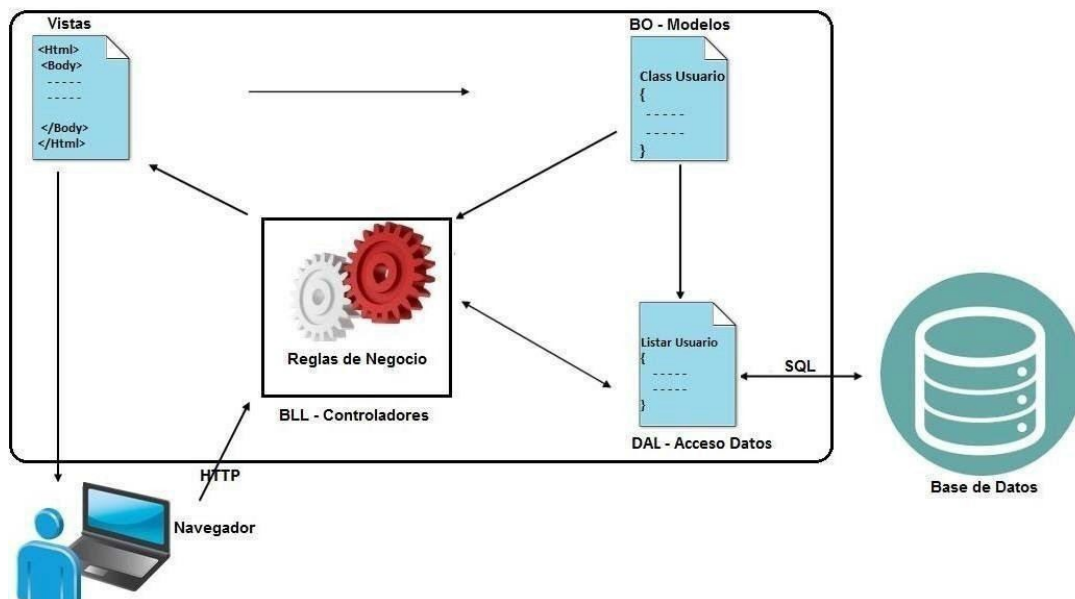 Vistas
<Html>
<Body>
- - - - -
- - - - -
</Body>
</Html>
BO - Modelos
Class Usuario
{
- - - - -
- - - - -
}
Reglas de Negocio
BLL - Controladores
Listar Usuario
{
- - - - -
- - - - -
}
DAL - Acceso Datos
SQL
Base de Datos
HTTP
Navegador